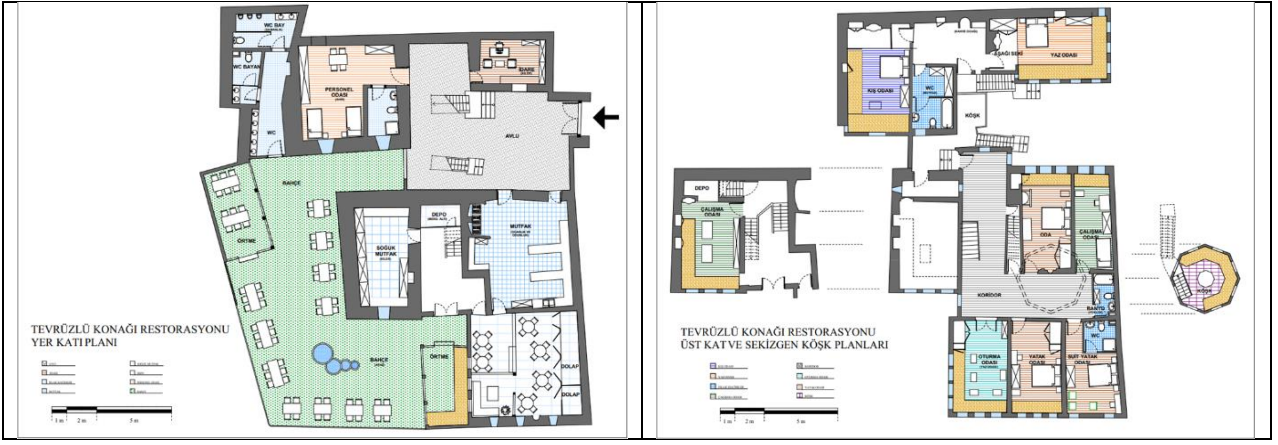 WC BAY
WC BAYAN
WC
PERSONEL
ODASI
İDARE
AVLU
BAHÇE
ÖRTME
SOĞUK
MUTFAK
DEPO
MUTFAK
BAHÇE
ÖRTME
DOLAP
DOLAP
TEVRÜZLÜ KONAĞI RESTORASYONU
YER KATI PLANI
1 m 2 m 5 m
KIŞ ODASI
WC
AŞAĞI SEKİ
YAZ ODASI
KÖŞK
DEPO
ÇALIŞMA
ODASI
ODA
ÇALIŞMA
ODASI
KORİDOR
BANYO
WC
OTURMA
ODASI
YATAK
ODASI
SUİT YATAK
ODASI
KÖŞK
TEVRÜZLÜ KONAĞI RESTORASYONU
ÜST KAT VE SEKİZGEN KÖŞK PLANLARI
1 m 2 m 5 m